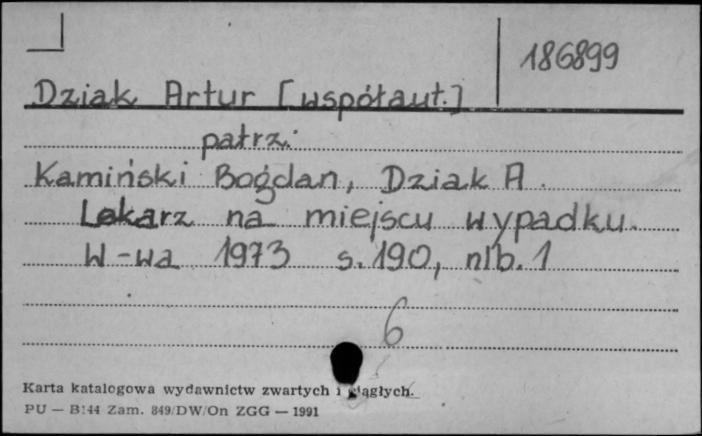 186899
Dziak Artur [współaut.]
patrz:
Kamiński Bogdan, Dziak A.
Lekarz na miejscu wypadku.
W-wa 1973 s. 190, nlb. 1
6
Karta katalogowa wydawnictw zwartych i ciągłych.
PU — B:44 Zam. 849/DW/On ZGG — 1991